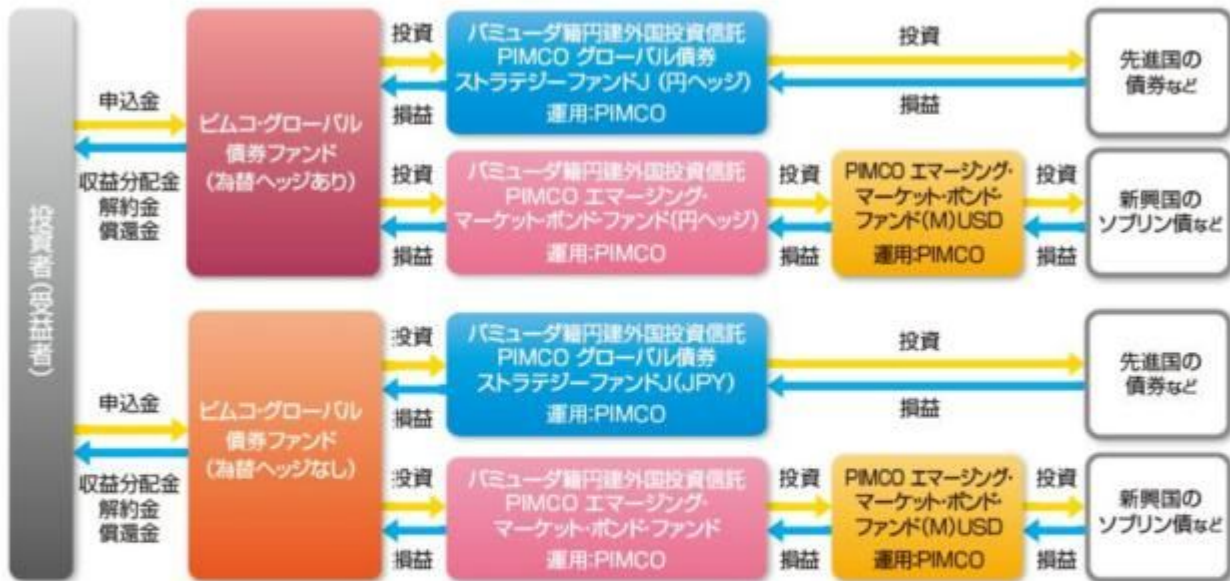 投資者(受益者)
申込金
収益分配金
解約金
償還金
ピムコ・グローバル
債券ファンド
(為替ヘッジあり)
投資
損益
バミューダ籍円建外国投資信託
PIMCO グローバル債券
ストラテジーファンドJ (円ヘッジ)
運用:PIMCO
投資
損益
先進国の
債券など
投資
損益
バミューダ籍円建外国投資信託
PIMCO エマージング・
マーケット・ボンド・ファンド(円ヘッジ)
運用:PIMCO
投資
損益
PIMCO エマージング・
マーケット・ボンド・
ファンド(M)USD
運用:PIMCO
投資
損益
新興国の
ソブリン債など
申込金
収益分配金
解約金
償還金
ピムコ・グローバル
債券ファンド
(為替ヘッジなし)
投資
損益
バミューダ籍円建外国投資信託
PIMCO グローバル債券
ストラテジーファンドJ(JPY)
運用:PIMCO
投資
損益
先進国の
債券など
投資
損益
バミューダ籍円建外国投資信託
PIMCO エマージング・
マーケット・ボンド・ファンド
運用:PIMCO
投資
損益
PIMCO エマージング・
マーケット・ボンド・
ファンド(M)USD
運用:PIMCO
投資
損益
新興国の
ソブリン債など